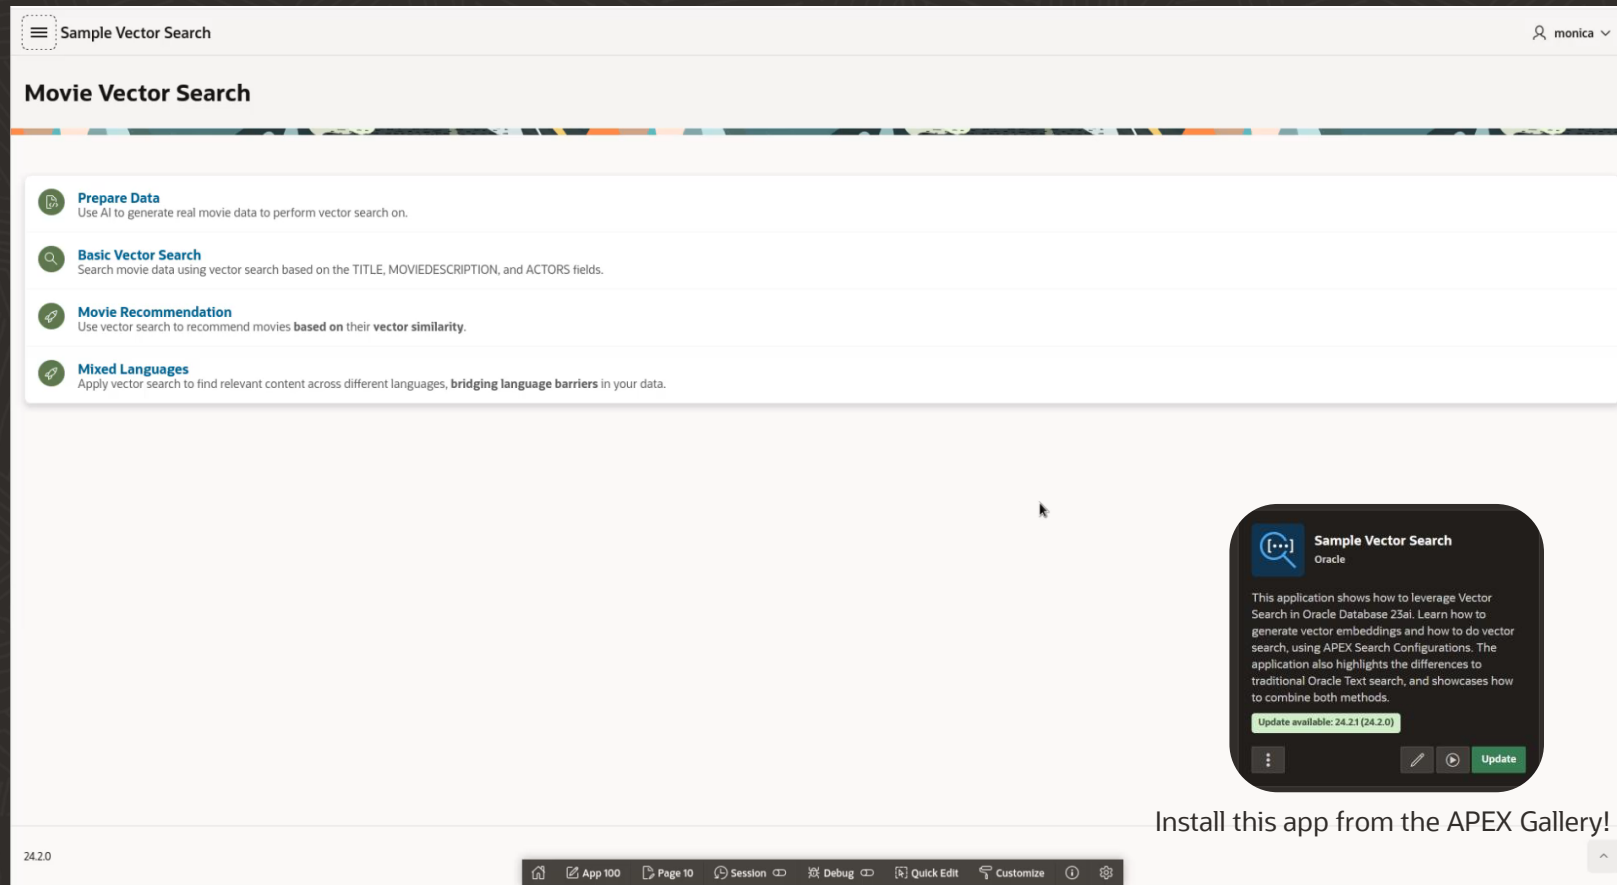 Sample Vector Search
monica
Movie Vector Search
Prepare Data
Use AI to generate real movie data to perform vector search on.
Basic Vector Search
Search movie data using vector search based on the TITLE, MOVIEDESCRIPTION, and ACTORS fields.
Movie Recommendation
Use vector search to recommend movies based on their vector similarity.
Mixed Languages
Apply vector search to find relevant content across different languages, bridging language barriers in your data.
Sample Vector Search
Oracle
This application shows how to leverage Vector
Search in Oracle Database 23ai. Learn how to
generate vector embeddings and how to do vector
search, using APEX Search Configurations. The
application also highlights the differences to
traditional Oracle Text search, and showcases how
to combine both methods.
Update available: 24.2.1 (24.2.0)
Update
Install this app from the APEX Gallery!
24.2.0
App 100 Page 10 Session Debug Quick Edit Customize